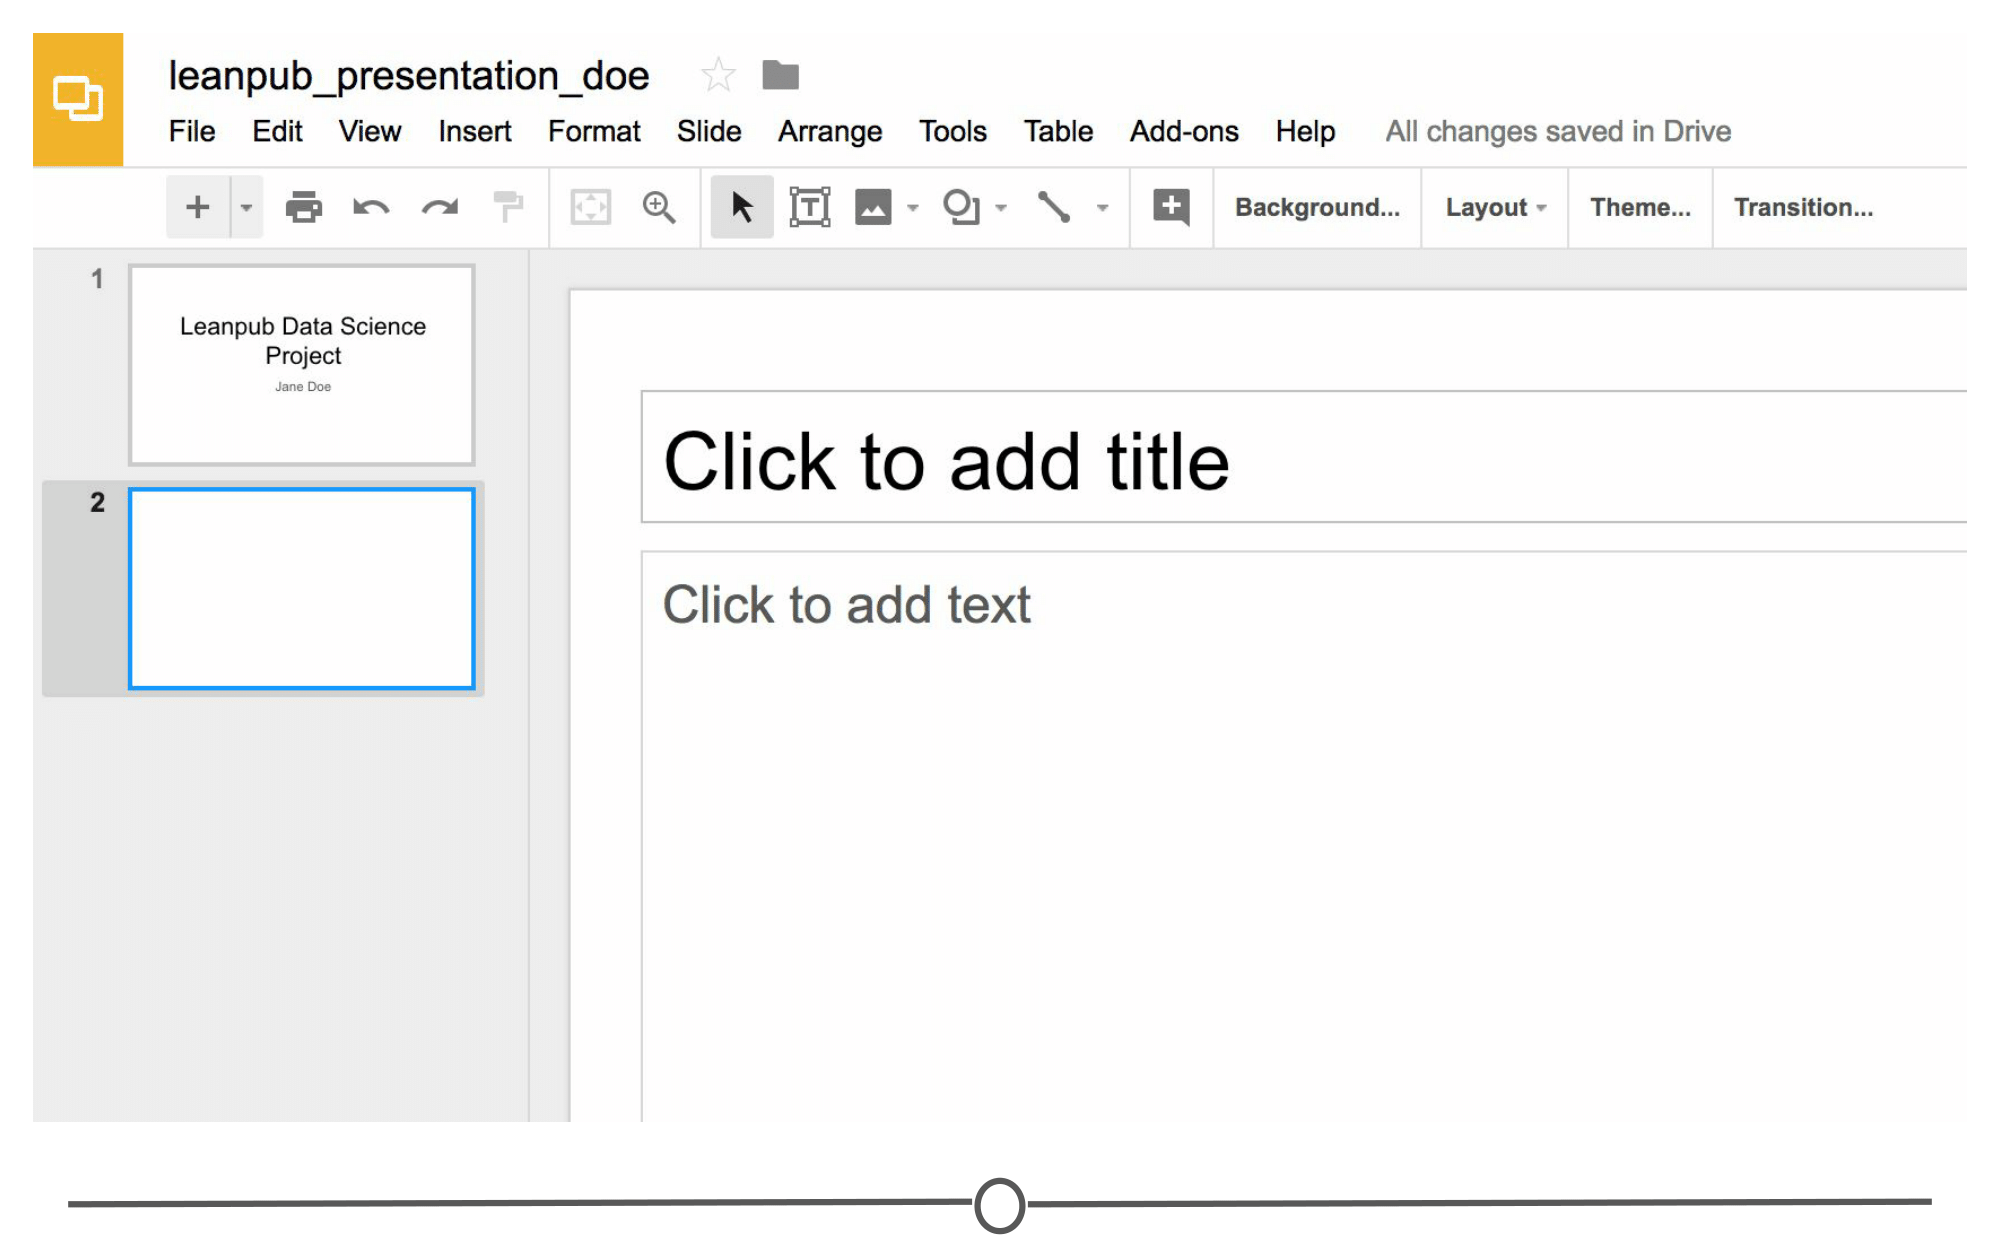 leanpub_presentation_doe
File Edit View Insert Format Slide Arrange Tools Table Add-ons Help All changes saved in Drive
Background... Layout Theme... Transition...
1
Leanpub Data Science
Project
Jane Doe
2
Click to add title
Click to add text